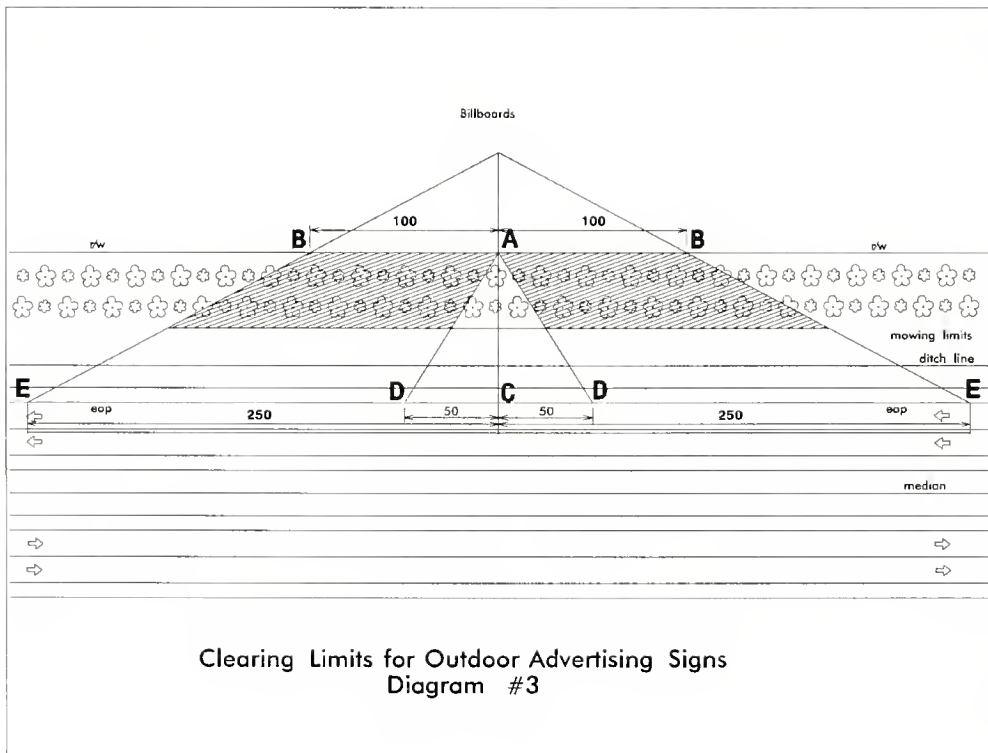 Billboards
100 100
B A B
r/w r/w
mowing limits
ditch line
E D C D E
eop 250 50 50 250 eop
median
Clearing Limits for Outdoor Advertising Signs
Diagram #3